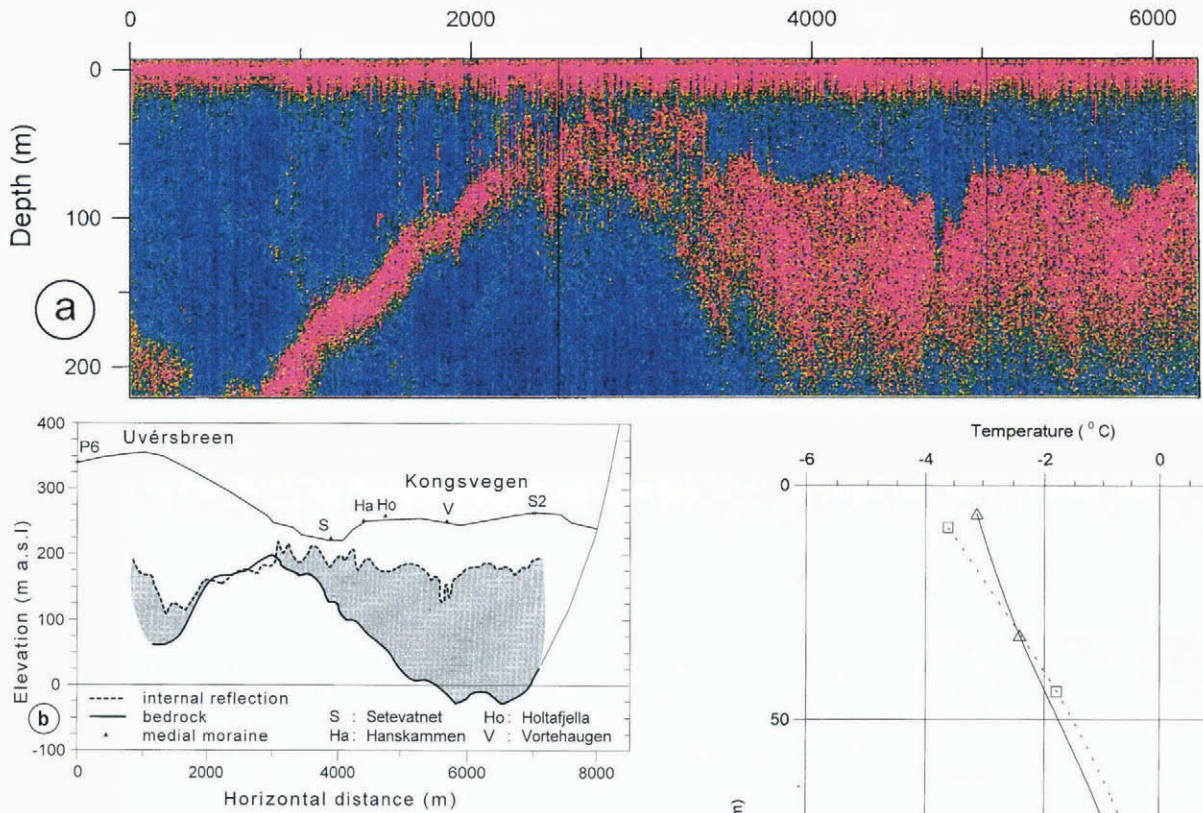 0 2000 4000 6000
Depth (m)
0
100
200
a
400
300
200
100
0
-100
Elevation (m a.s.l)
P6 Uvérsbreen
Kongsvegen
S Ha Ho V S2
internal reflection
bedrock S : Setevatnet Ho : Holtafjella
medial moraine Ha : Hanskammen V : Vortehaugen
b
0 2000 4000 6000 8000
Horizontal distance (m)
Temperature (°C)
-6 -4 -2 0
0
50
m)